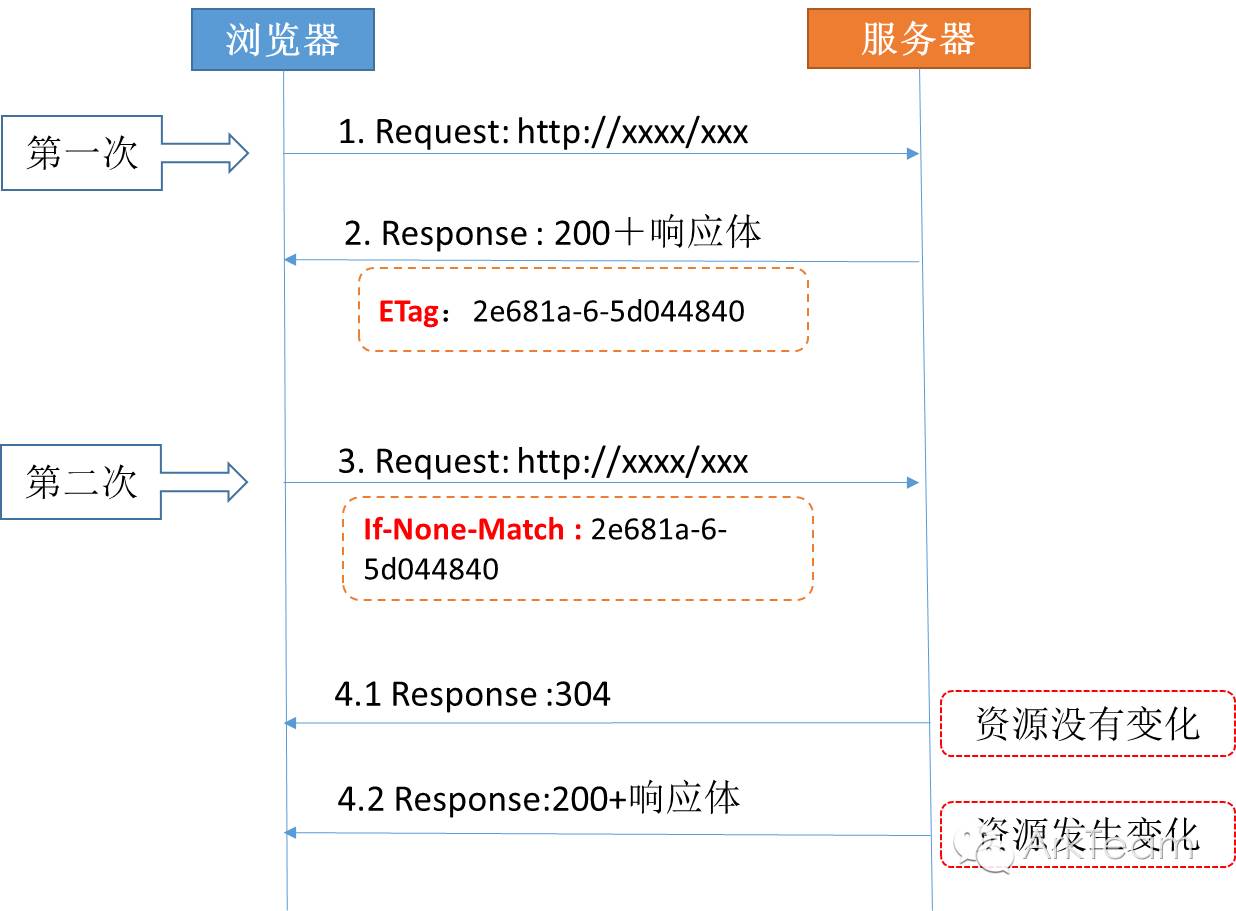 浏览器
服务器
第一次
1. Request: http://xxxx/xxx
2. Response : 200＋响应体
ETag： 2e681a-6-5d044840
第二次
3. Request: http://xxxx/xxx
If-None-Match : 2e681a-6-
5d044840
4.1 Response :304
资源没有变化
4.2 Response:200+响应体
资源发生变化
ArkTeam